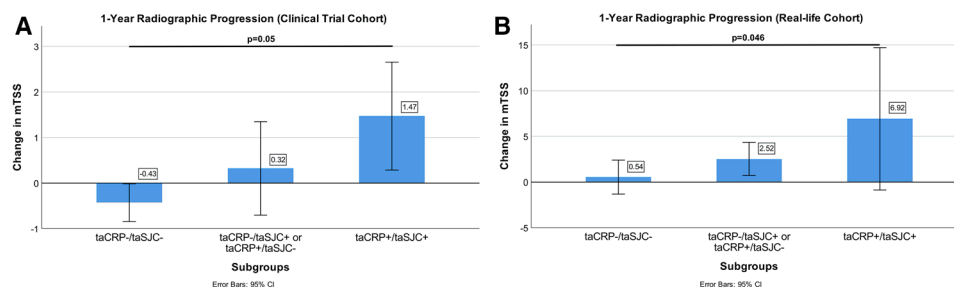 A
1-Year Radiographic Progression (Clinical Trial Cohort)
p=0.05
Change in mTSS
3
2
1
0
-1
-0.43
0.32
1.47
taCRP-/taSJC-
taCRP-/taSJC+ or
taCRP+/taSJC-
taCRP+/taSJC+
Subgroups
Error Bars: 95% CI
B
1-Year Radiographic Progression (Real-life Cohort)
p=0.046
Change in mTSS
15
10
5
0
-5
0.54
2.52
6.92
taCRP-/taSJC-
taCRP-/taSJC+ or
taCRP+/taSJC-
taCRP+/taSJC+
Subgroups
Error Bars: 95% CI